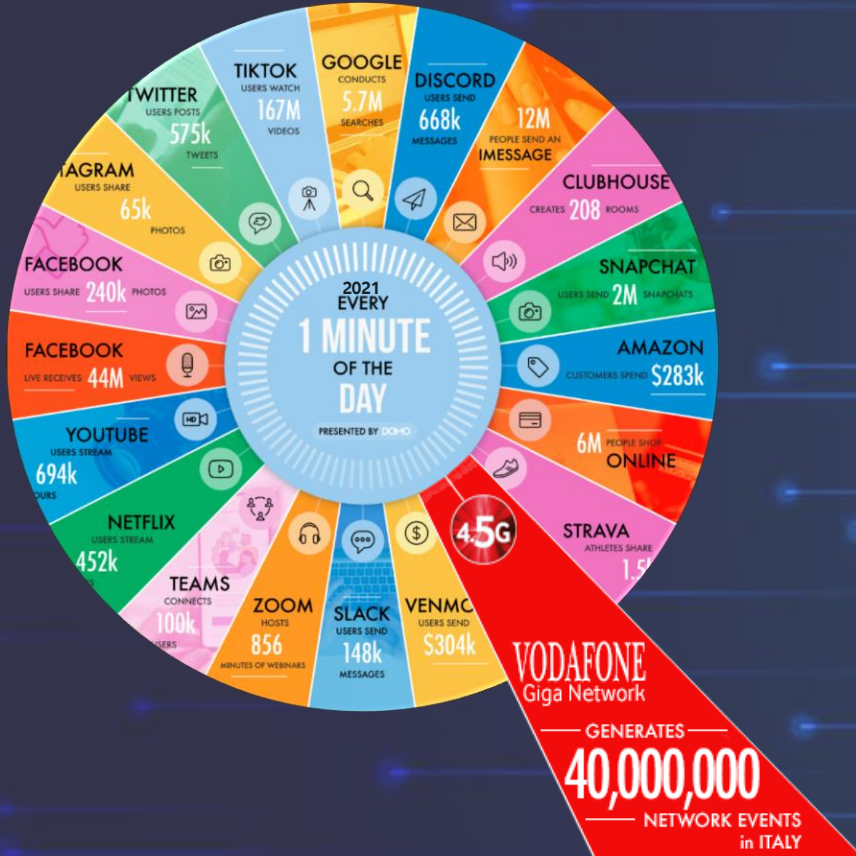 GOOGLE
CONDUCTS
5.7M
SEARCHES
DISCORD
USERS SEND
668k
MESSAGES
12M
PEOPLE SEND AN
IMESSAGE
CLUBHOUSE
CREATES 208 ROOMS
SNAPCHAT
USERS SEND 2M SNAPCHATS
AMAZON
CUSTOMERS SPEND $283k
6M PEOPLE SHOP
ONLINE
STRAVA
ATHLETES SHARE
VODAFONE
Giga Network
GENERATES
40,000,000
NETWORK EVENTS
in ITALY
4.5G
VENMO
USERS SEND
$304k
SLACK
USERS SEND
148k
MESSAGES
ZOOM
HOSTS
856
MINUTES OF WEBINARS
TEAMS
CONNECTS
100k
SERS
NETFLIX
USERS STREAM
452k
YOUTUBE
USERS STREAM
694k
OURS
HD
FACEBOOK
LIVE RECEIVES 44M VIEWS
FACEBOOK
USERS SHARE 240k PHOTOS
TAGRAM
USERS SHARE
65k
PHOTOS
TWITTER
USERS POSTS
575k
TWEETS
TIKTOK
USERS WATCH
167M
VIDEOS
2021
EVERY
1 MINUTE
OF THE
DAY
PRESENTED BY DOMO